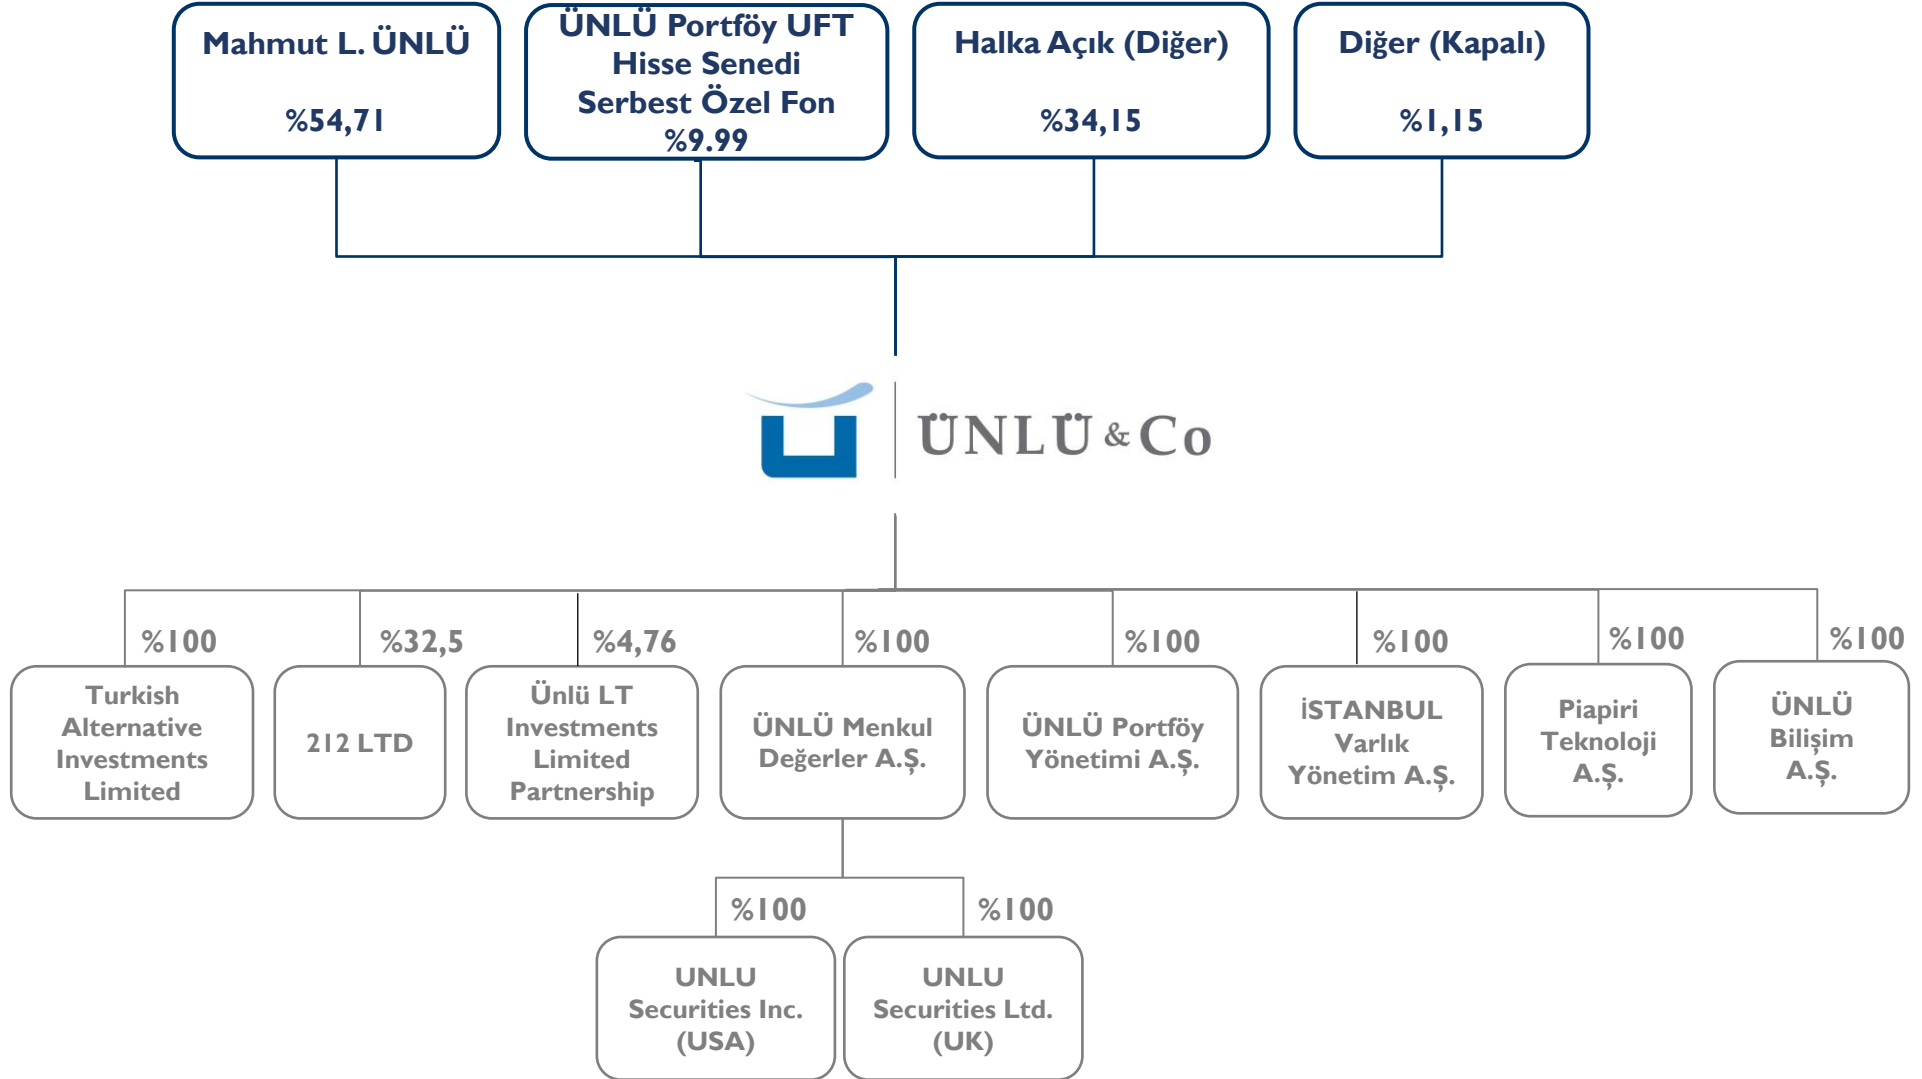 Mahmut L. ÜNLÜ
%54,71
ÜNLÜ Portföy UFT
Hisse Senedi
Serbest Özel Fon
%9.99
Halka Açık (Diğer)
%34,15
Diğer (Kapalı)
%1,15
ÜNLÜ & Co
%100
Turkish
Alternative
Investments
Limited
%32,5
212 LTD
%4,76
Ünlü LT
Investments
Limited
Partnership
%100
ÜNLÜ Menkul
Değerler A.Ş.
%100
ÜNLÜ Portföy
Yönetimi A.Ş.
%100
İSTANBUL
Varlık
Yönetim A.Ş.
%100
Piapiri
Teknoloji
A.Ş.
%100
ÜNLÜ
Bilişim
A.Ş.
%100
UNLU
Securities Inc.
(USA)
%100
UNLU
Securities Ltd.
(UK)